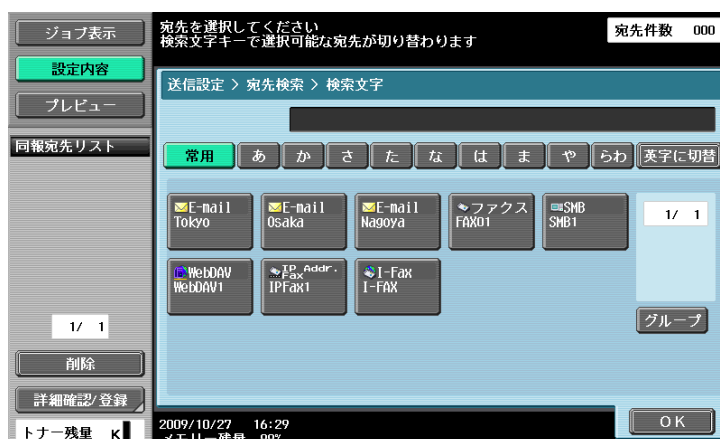 ジョブ表示
設定内容
プレビュー
同報宛先リスト
1/ 1
削除
詳細確認/登録
トナー残量 K
宛先を選択してください
検索文字キーで選択可能な宛先が切り替わります
宛先件数 000
送信設定 > 宛先検索 > 検索文字
常用 あ か さ た な は ま や らわ 英字に切替
E-mail
Tokyo
E-mail
Osaka
E-mail
Nagoya
ファクス
FAX01
SMB
SMB1
WebDAV
WebDAV1
IP Addr.
Fax
IPFax1
I-Fax
I-FAX
1/ 1
グループ
2009/10/27 16:29
メモリー残量 99%
OK